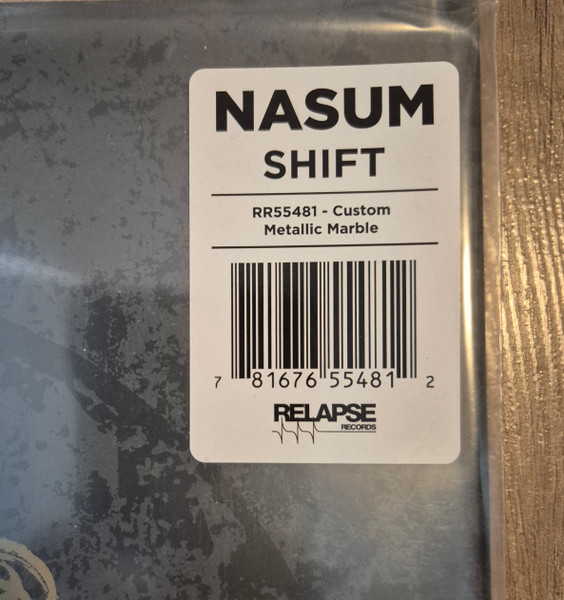 NASUM
SHIFT
RR55481 - Custom
Metallic Marble
7 81676 55481 2
RELAPSE
RECORDS